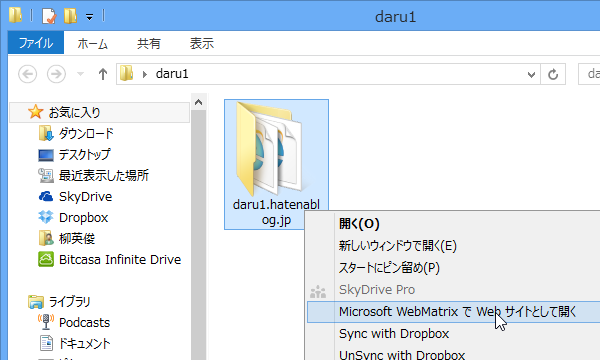 daru1
ファイル ホーム 共有 表示
daru1
お気に入り
ダウンロード
デスクトップ
最近表示した場所
SkyDrive
Dropbox
柳英俊
Bitcasa Infinite Drive
ライブラリ
Podcasts
ドキュメント
daru1.hatenabl
og.jp
開く(O)
新しいウィンドウで開く(E)
スタートにピン留め(P)
SkyDrive Pro
Microsoft WebMatrix で Web サイトとして開く
Sync with Dropbox
UnSync with Dropbox